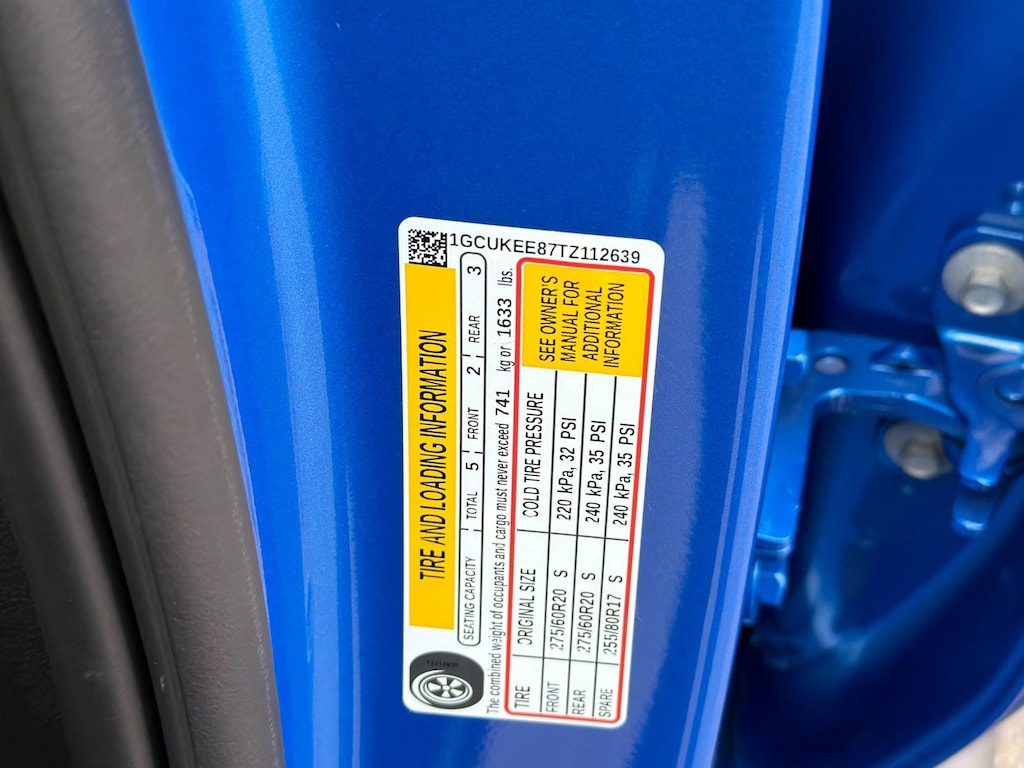 1GCUKEE87TZ112639
TIRE AND LOADING INFORMATION
SEATING CAPACITY TOTAL 5 FRONT 2 REAR 3
The combined weight of occupants and cargo must never exceed 741 kg or 1633 lbs.
TIRE ORIGINAL SIZE COLD TIRE PRESSURE
FRONT 275/60R20 S 220 kPa, 32 PSI
REAR 275/60R20 S 240 kPa, 35 PSI
SPARE 255/80R17 S 240 kPa, 35 PSI
SEE OWNER'S
MANUAL FOR
ADDITIONAL
INFORMATION